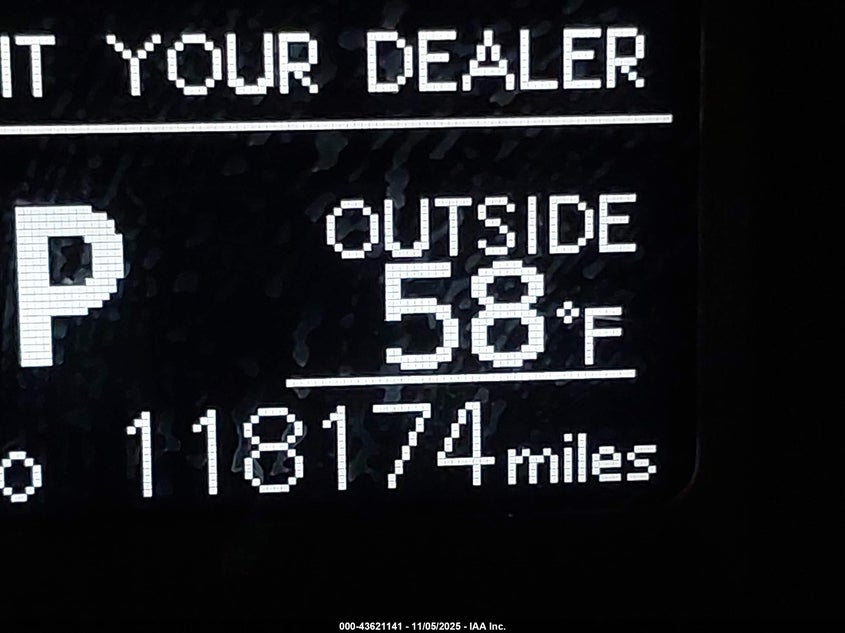 IT YOUR DEALER
OUTSIDE
P
58°F
o 118174 miles
000-43621141 - 11/05/2025 - IAA Inc.